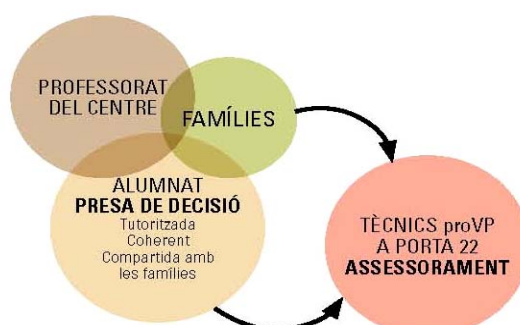 PROFESSORAT
DEL CENTRE
FAMÍLIES
ALUMNAT
PRESA DE DECISIÓ
Tutoritzada
Coherent
Compartida amb
les famílies
TÈCNICS proVP
A PORTA 22
ASSESSORAMENT